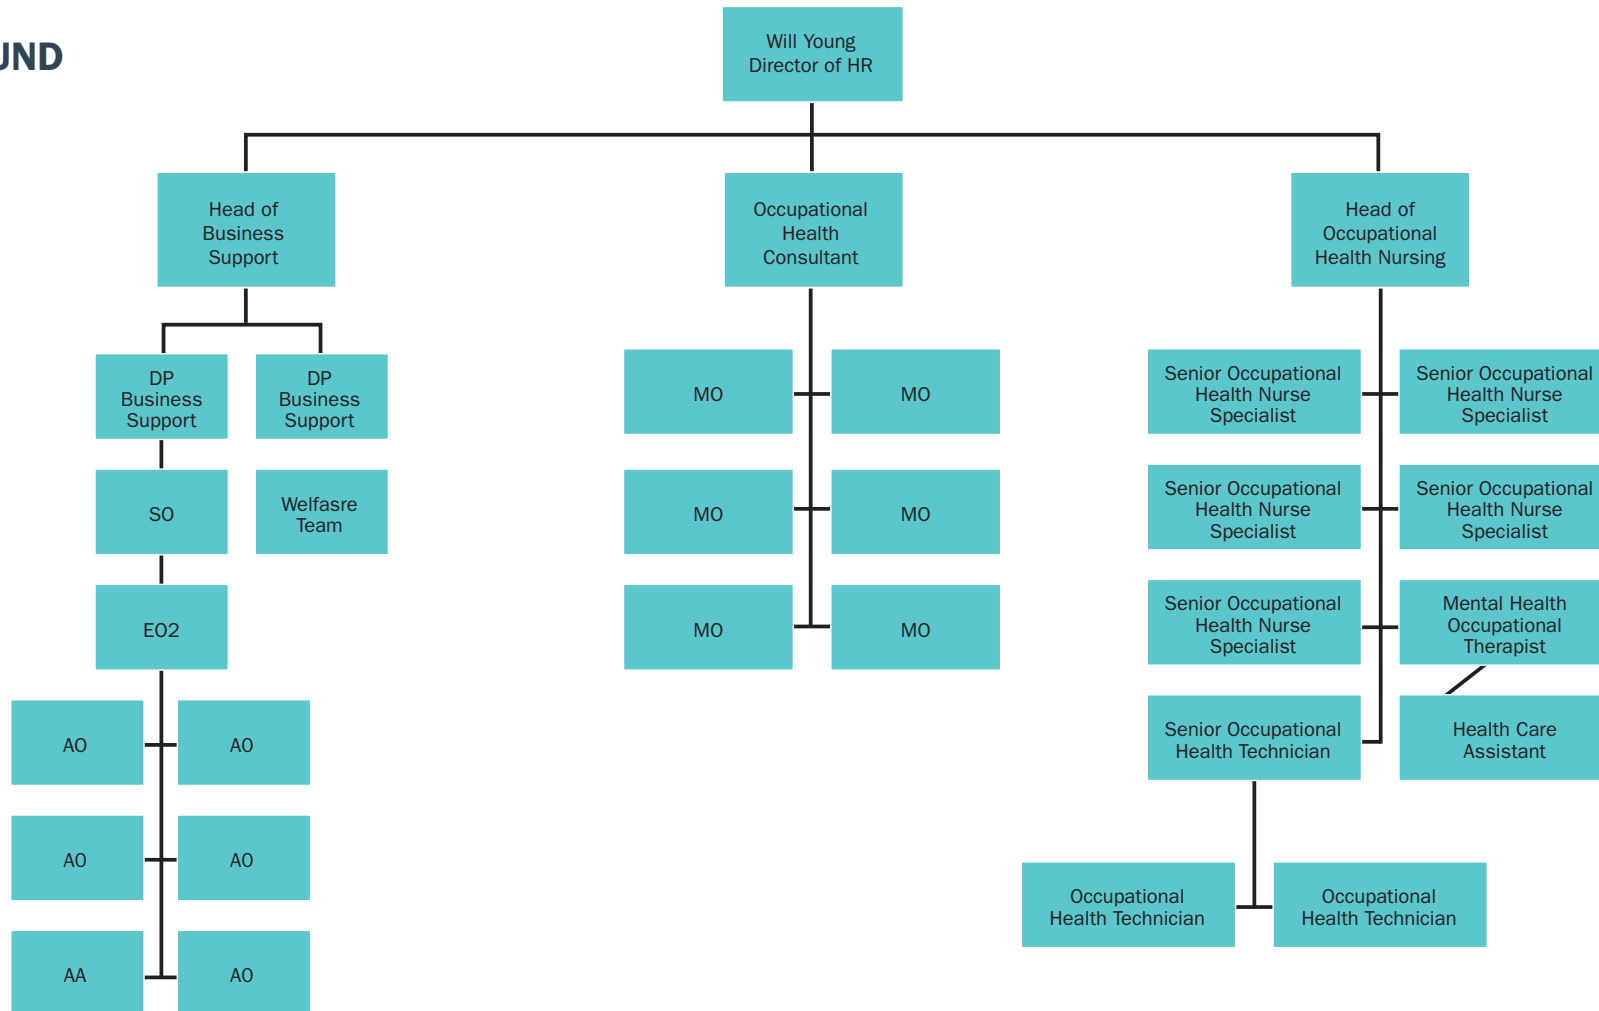 UND
Will Young
Director of HR
Head of
Business
Support
Occupational
Health
Consultant
Head of
Occupational
Health Nursing
DP
Business
Support
DP
Business
Support
SO
Welfasre
Team
EO2
AO
AO
AO
AO
AA
AO
MO
MO
MO
MO
MO
MO
Senior Occupational
Health Nurse
Specialist
Senior Occupational
Health Nurse
Specialist
Senior Occupational
Health Nurse
Specialist
Senior Occupational
Health Nurse
Specialist
Senior Occupational
Health Nurse
Specialist
Mental Health
Occupational
Therapist
Senior Occupational
Health Technician
Health Care
Assistant
Occupational
Health Technician
Occupational
Health Technician